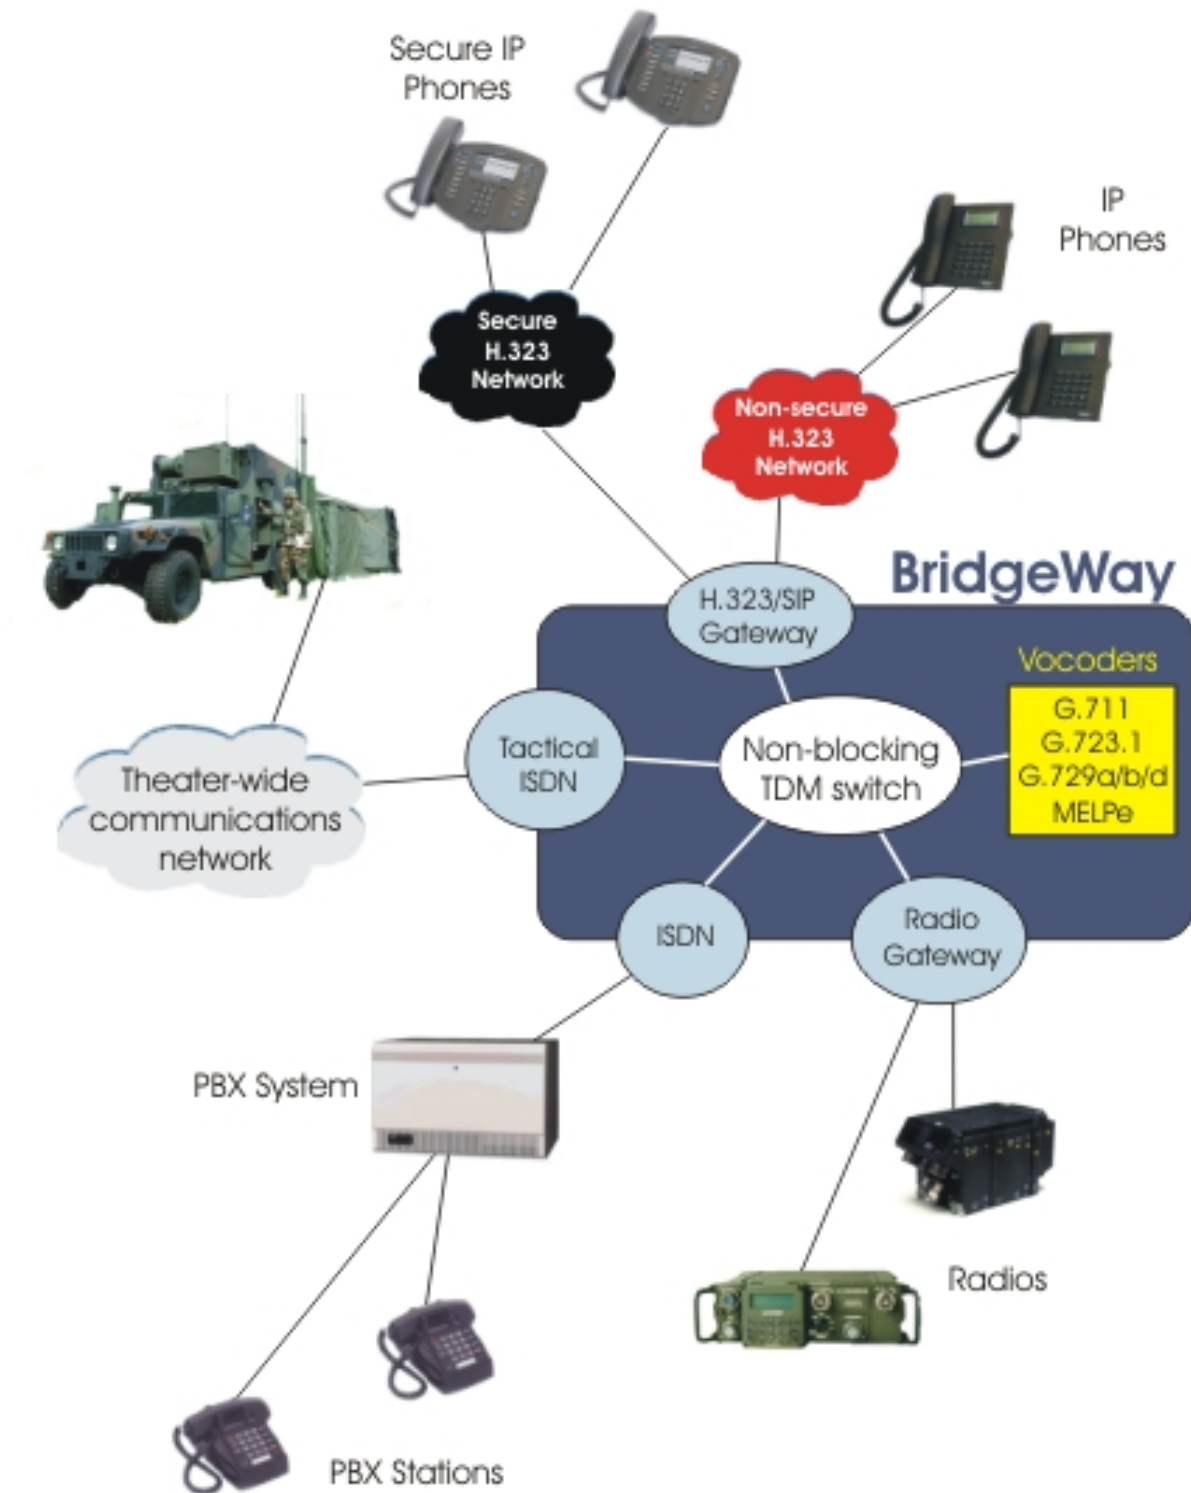 Secure IP
Phones
IP
Phones
Secure
H.323
Network
Non-secure
H.323
Network
BridgeWay
H.323/SIP
Gateway
Vocoders
G.711
G.723.1
G.729a/b/d
MELPe
Tactical
ISDN
Non-blocking
TDM switch
Theater-wide
communications
network
ISDN
Radio
Gateway
PBX System
Radios
PBX Stations